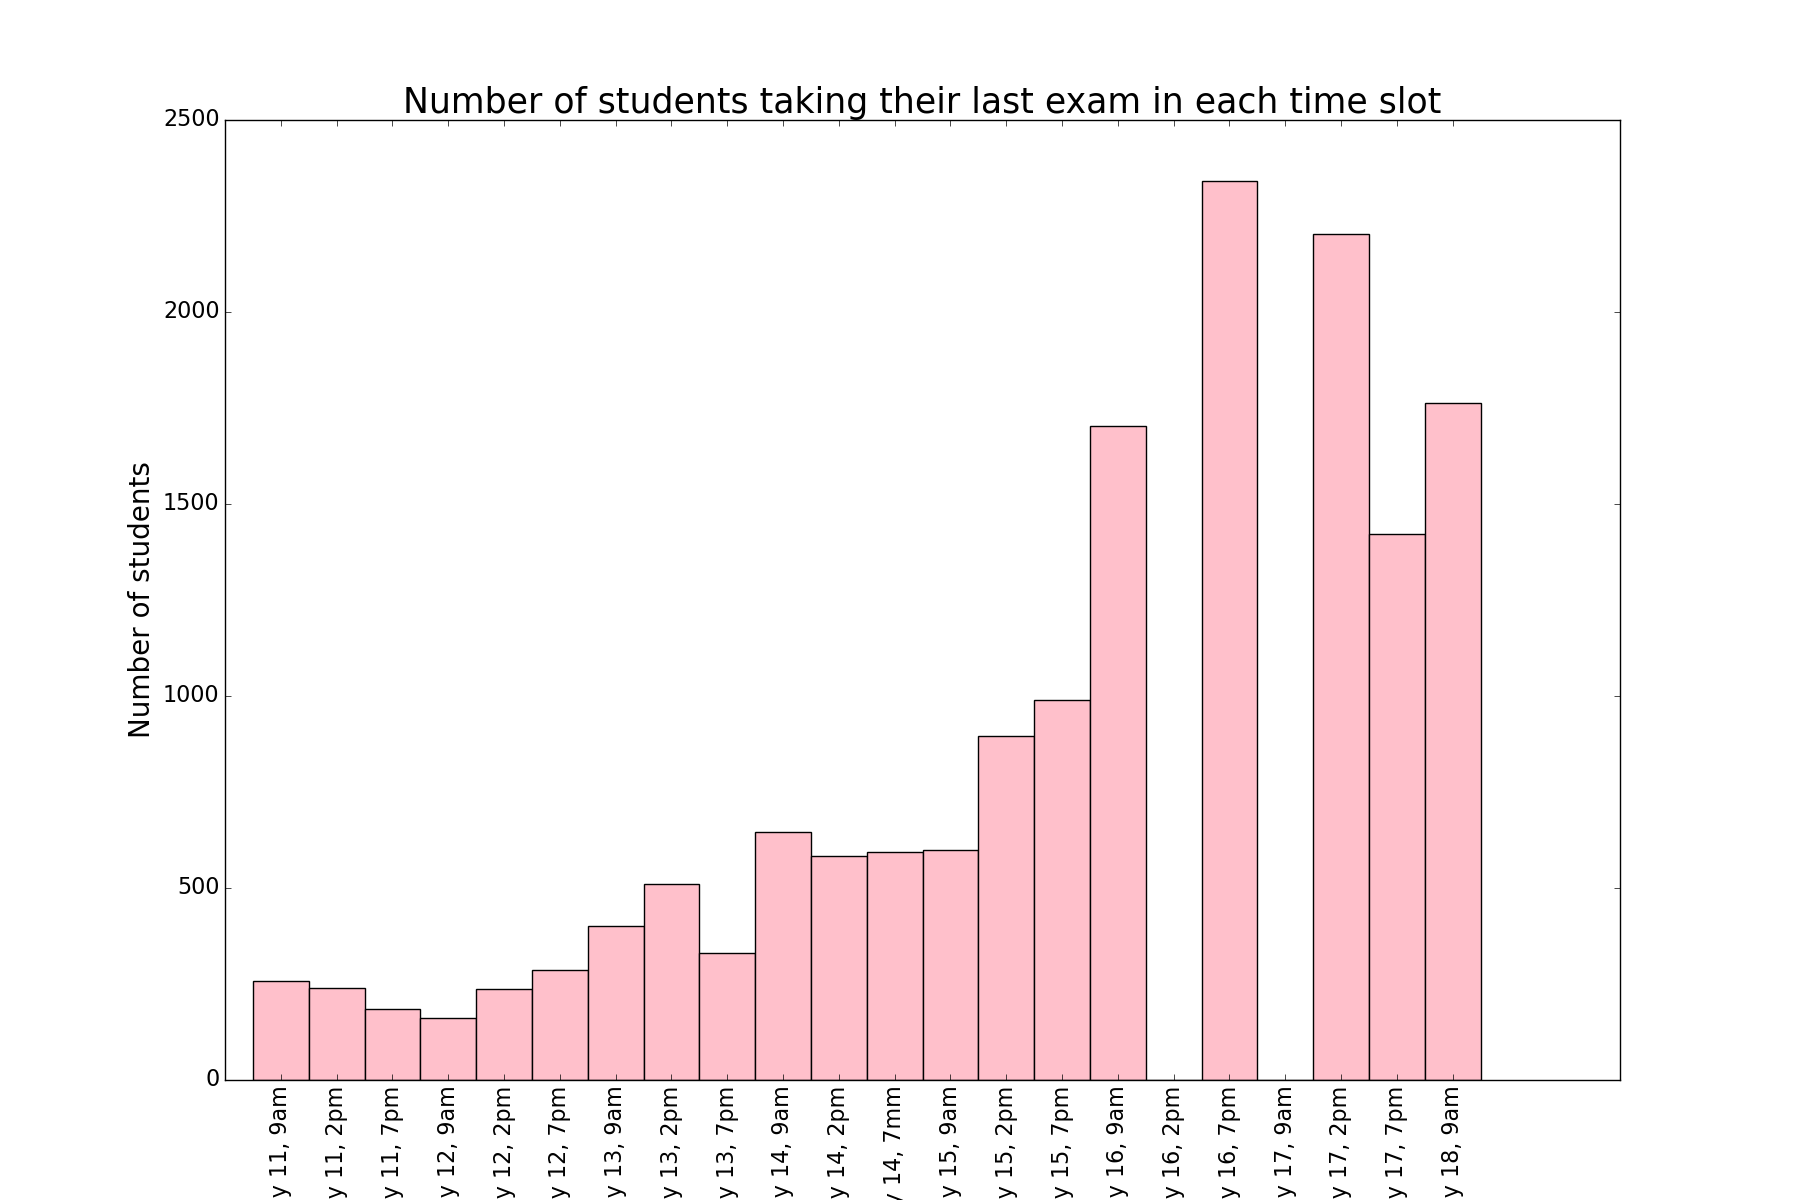 Number of students taking their last exam in each time slot
Number of students
2500
2000
1500
1000
500
0
y 11, 9am
y 11, 2pm
y 11, 7pm
y 12, 9am
y 12, 2pm
y 12, 7pm
y 13, 9am
y 13, 2pm
y 13, 7pm
y 14, 9am
y 14, 2pm
y 14, 7mm
y 15, 9am
y 15, 2pm
y 15, 7pm
y 16, 9am
y 16, 2pm
y 16, 7pm
y 17, 9am
y 17, 2pm
y 17, 7pm
y 18, 9am